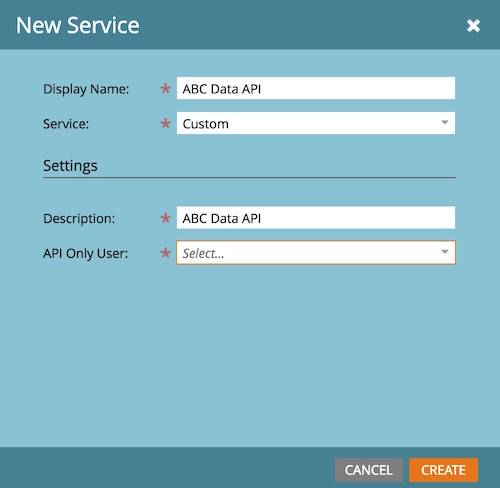 New Service
Display Name: * ABC Data API
Service: * Custom
Settings
Description: * ABC Data API
API Only User: * Select...
CANCEL CREATE